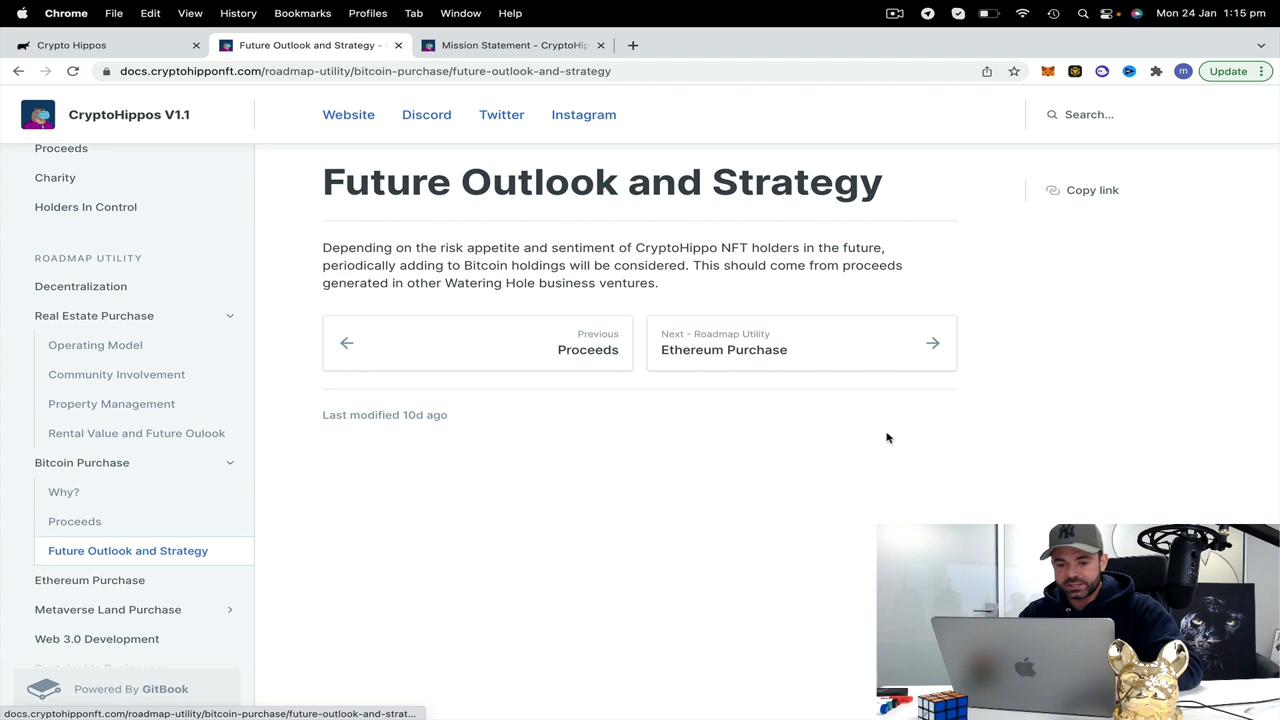 Chrome File Edit View History Bookmarks Profiles Tab Window Help Mon 24 Jan 1:15 pm
Crypto Hippos
Future Outlook and Strategy -
Mission Statement - CryptoHip
docs.cryptohipponft.com/roadmap-utility/bitcoin-purchase/future-outlook-and-strategy
m
Update
CryptoHippos V1.1
Website Discord Twitter Instagram
Search...
Proceeds
Charity
Holders In Control
ROADMAP UTILITY
Decentralization
Real Estate Purchase
Operating Model
Community Involvement
Property Management
Rental Value and Future Oulook
Bitcoin Purchase
Why?
Proceeds
Future Outlook and Strategy
Ethereum Purchase
Metaverse Land Purchase
Web 3.0 Development
Sustainable Businesses
Powered By GitBook
Future Outlook and Strategy
Copy link
Depending on the risk appetite and sentiment of CryptoHippo NFT holders in the future,
periodically adding to Bitcoin holdings will be considered. This should come from proceeds
generated in other Watering Hole business ventures.
Previous
Proceeds
Next - Roadmap Utility
Ethereum Purchase
Last modified 10d ago
docs.cryptohipponft.com/roadmap-utility/bitcoin-purchase/future-outlook-and-strat...